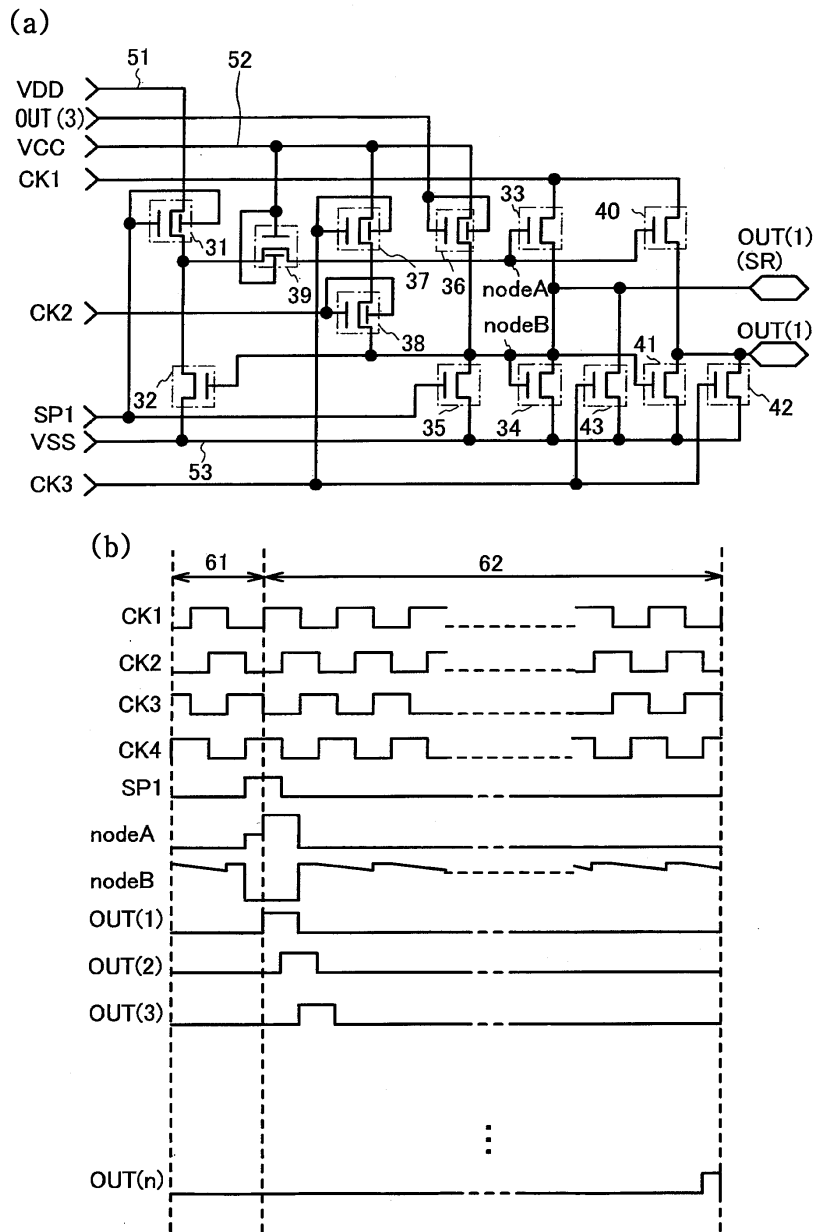 (a)
51
52
VDD
OUT(3)
VCC
CK1
31
39
37
36
33
40
OUT(1)
(SR)
nodeA
CK2
38
nodeB
OUT(1)
32
41
SP1
35
34
43
42
VSS
53
CK3
(b)
61
62
CK1
CK2
CK3
CK4
SP1
nodeA
nodeB
OUT(1)
OUT(2)
OUT(3)
OUT(n)